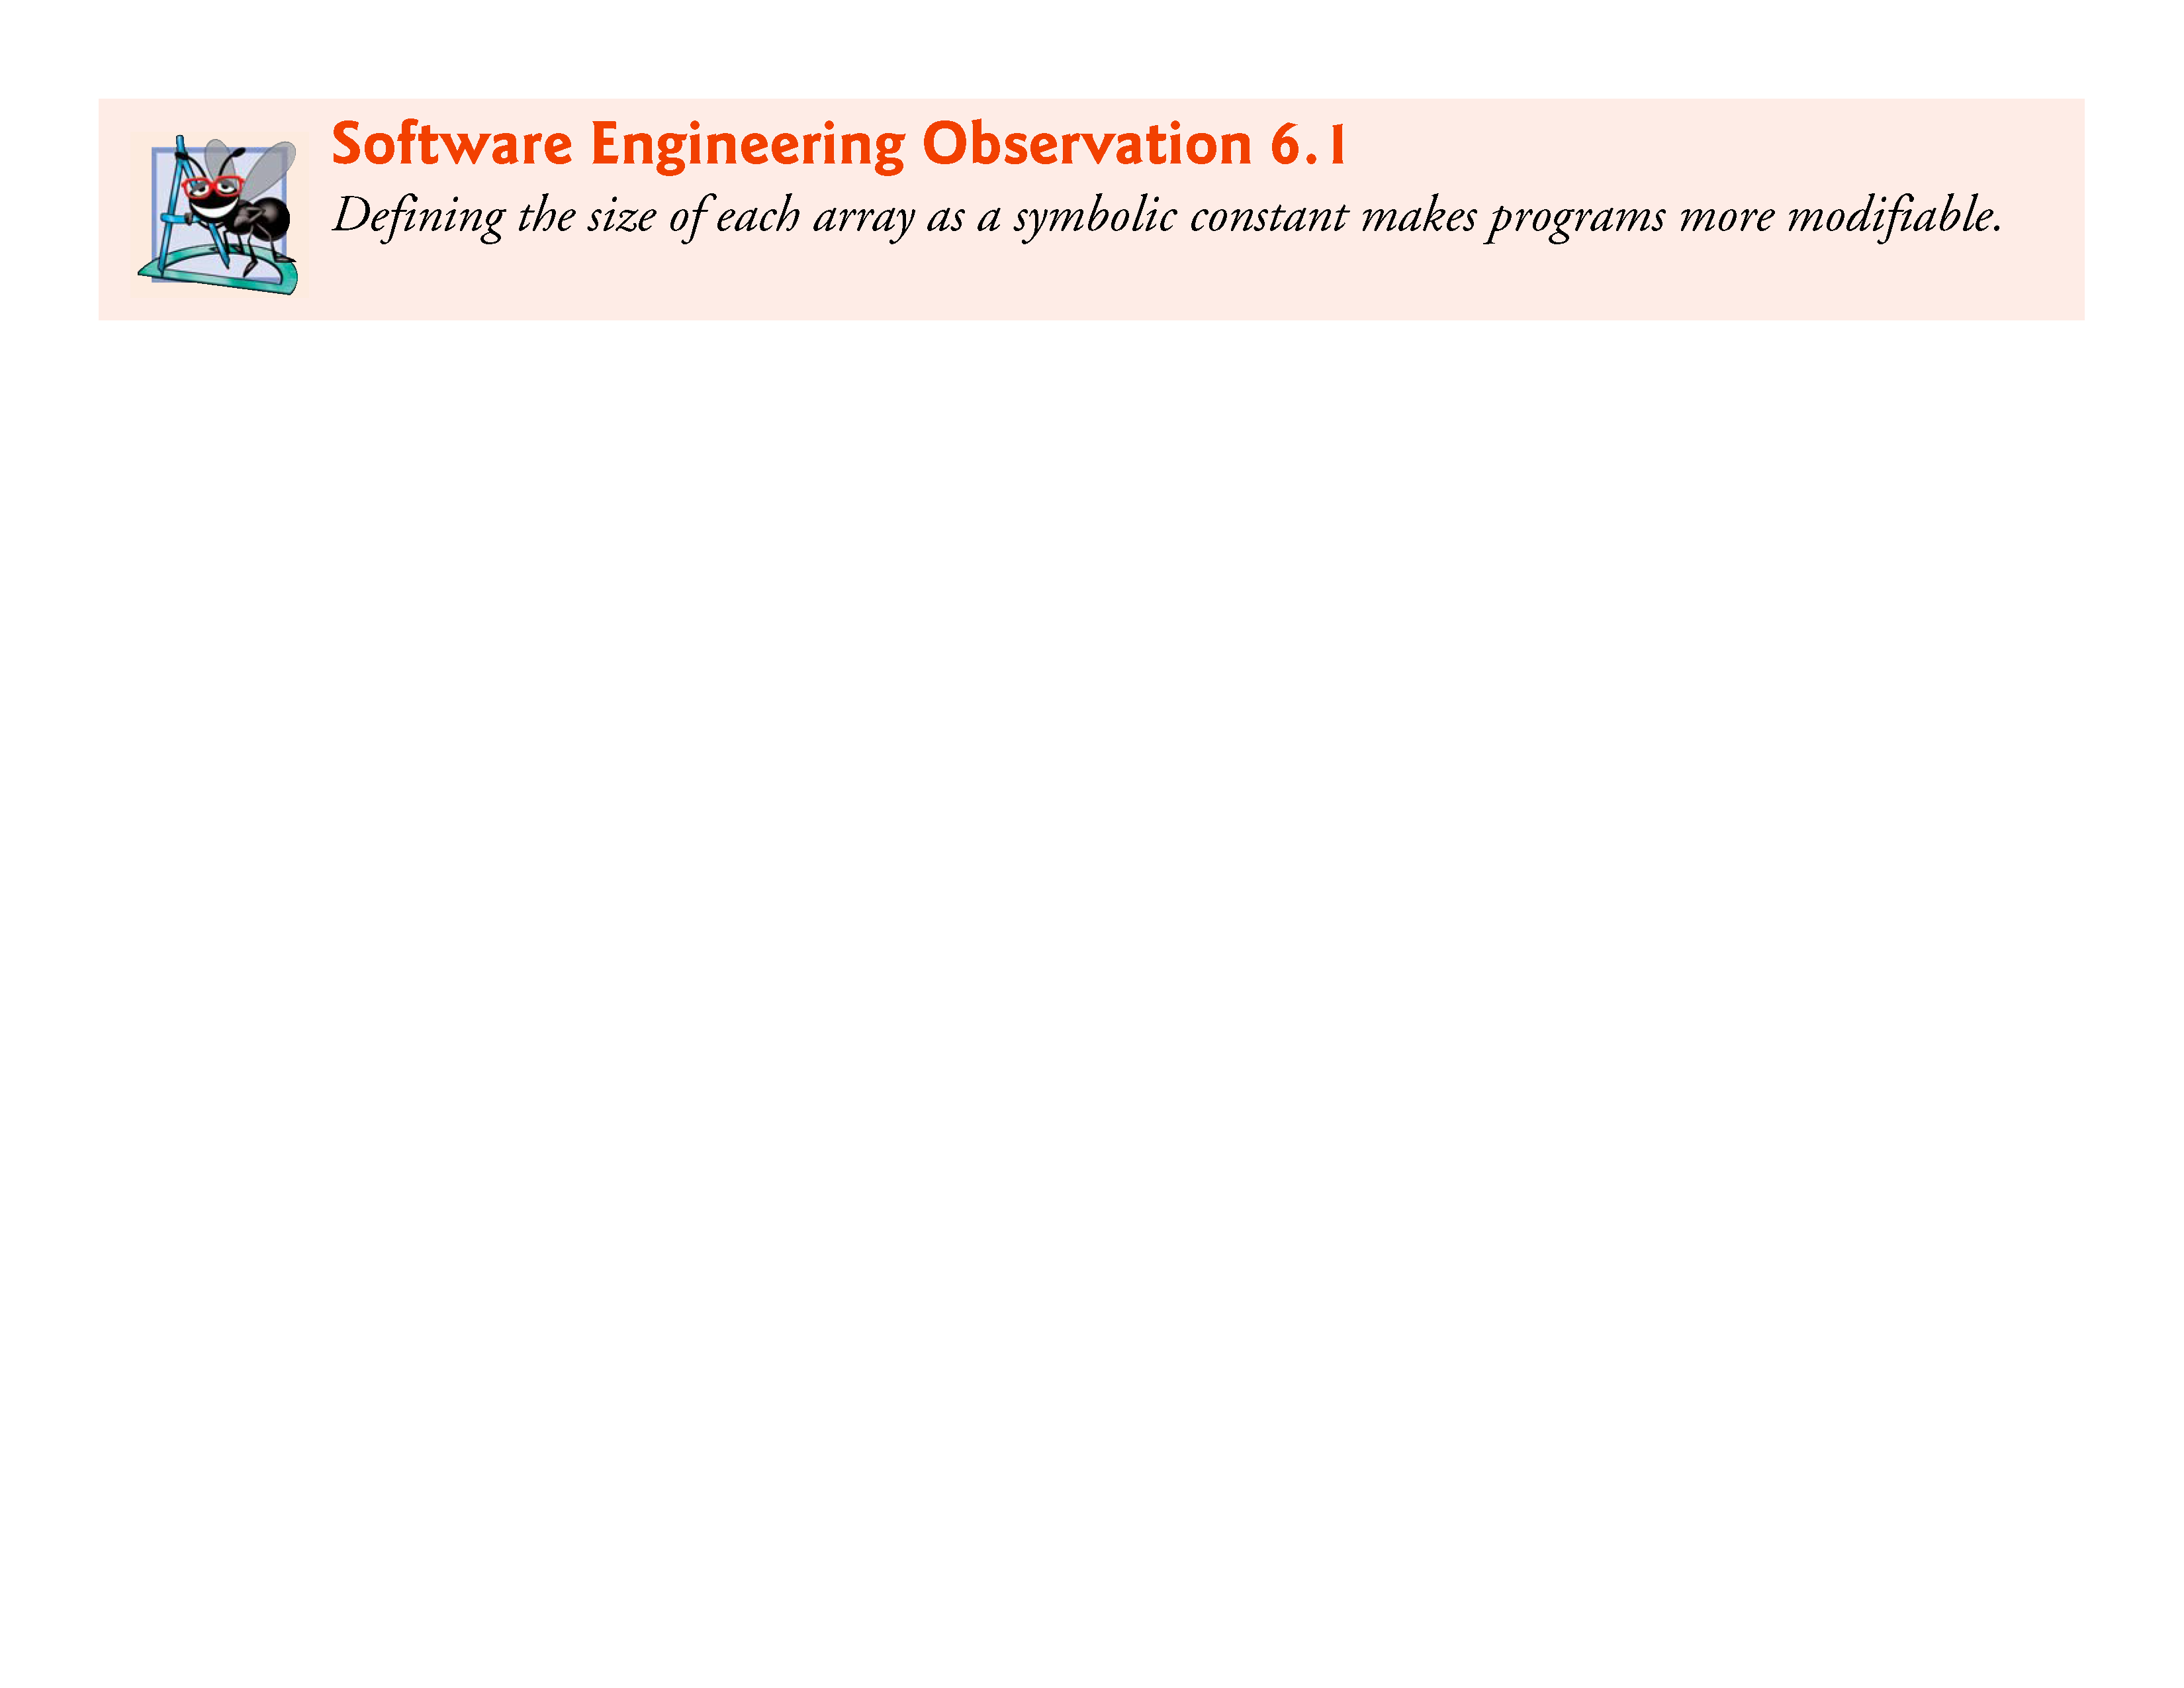 Software Engineering Observation 6.1
Defining the size of each array as a symbolic constant makes programs more modifiable.